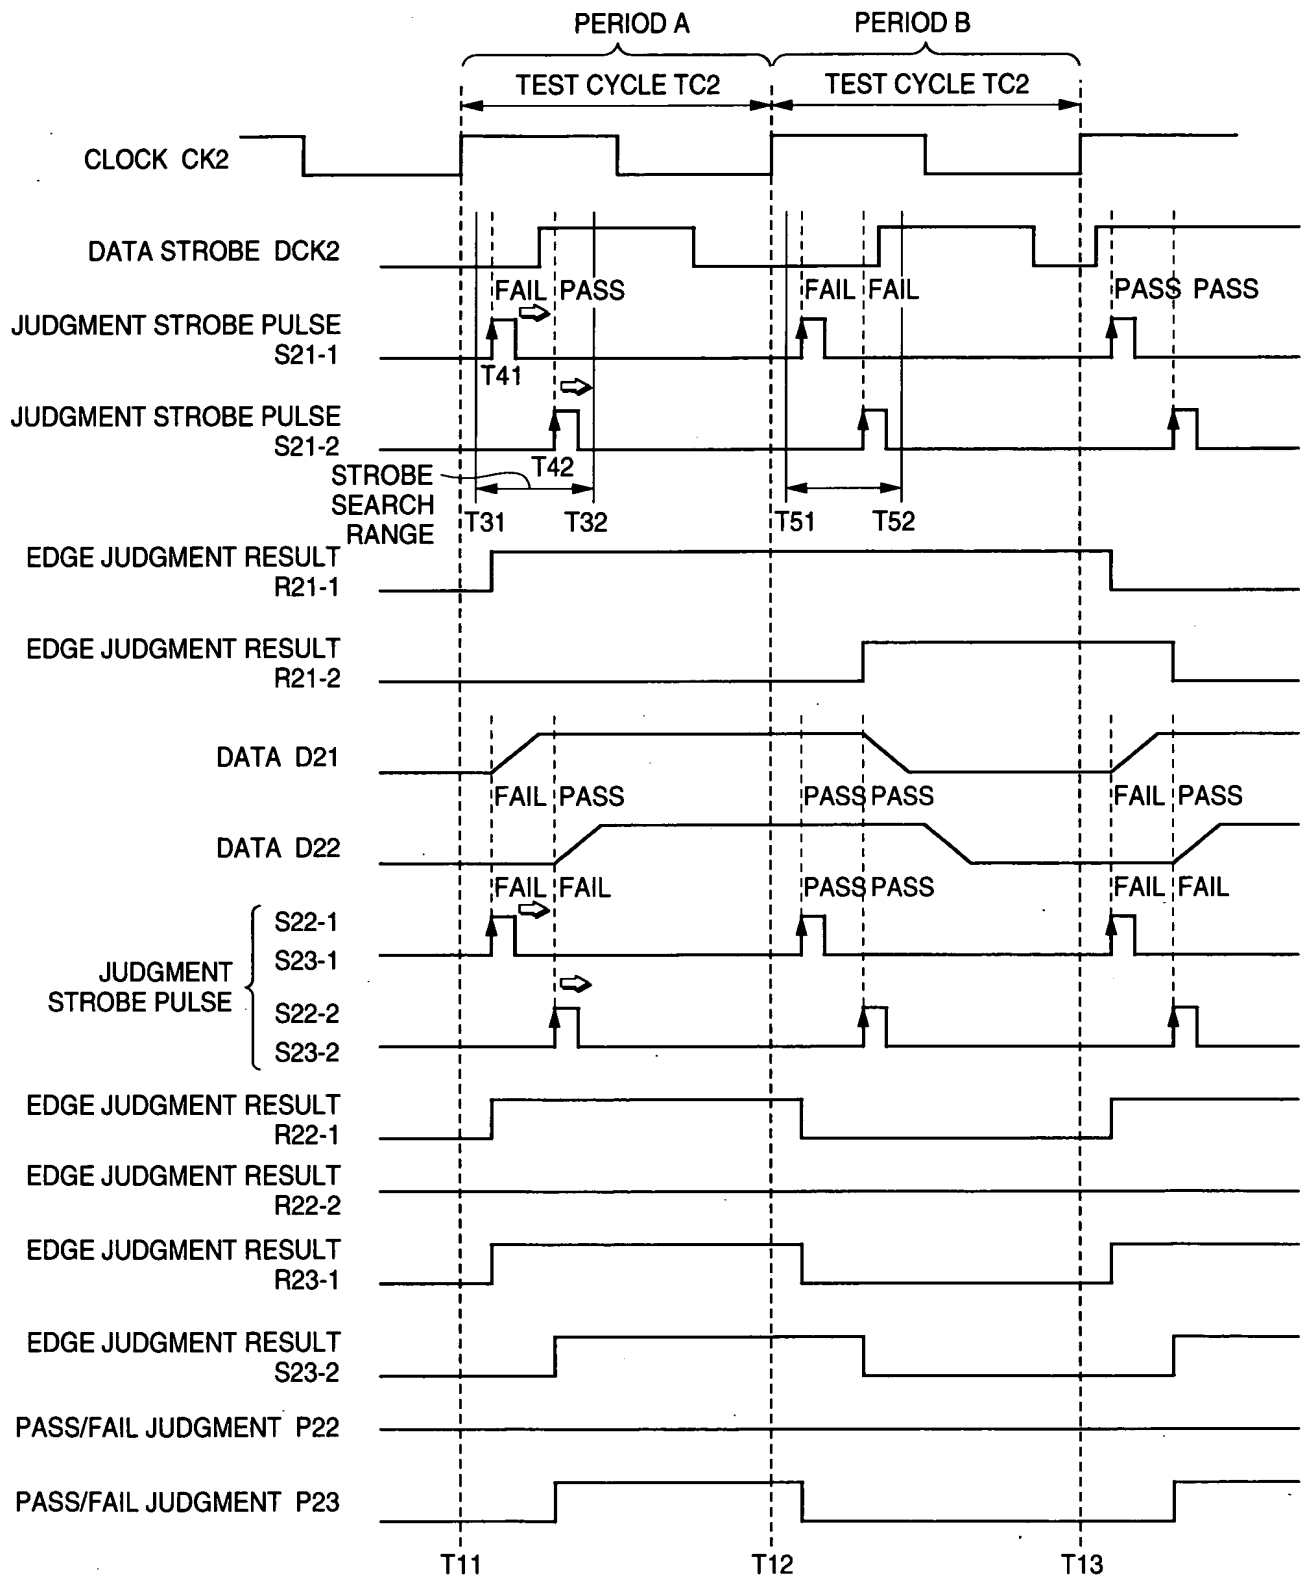 PERIOD A
PERIOD B
TEST CYCLE TC2
TEST CYCLE TC2
CLOCK CK2
DATA STROBE DCK2
FAIL PASS
FAIL FAIL
PASS PASS
JUDGMENT STROBE PULSE
S21-1
T41
JUDGMENT STROBE PULSE
S21-2
T42
STROBE
SEARCH
RANGE
T31
T32
T51
T52
EDGE JUDGMENT RESULT
R21-1
EDGE JUDGMENT RESULT
R21-2
DATA D21
FAIL PASS
PASS PASS
FAIL PASS
DATA D22
FAIL FAIL
PASS PASS
FAIL FAIL
S22-1
S23-1
JUDGMENT
STROBE PULSE
S22-2
S23-2
EDGE JUDGMENT RESULT
R22-1
EDGE JUDGMENT RESULT
R22-2
EDGE JUDGMENT RESULT
R23-1
EDGE JUDGMENT RESULT
S23-2
PASS/FAIL JUDGMENT P22
PASS/FAIL JUDGMENT P23
T11
T12
T13